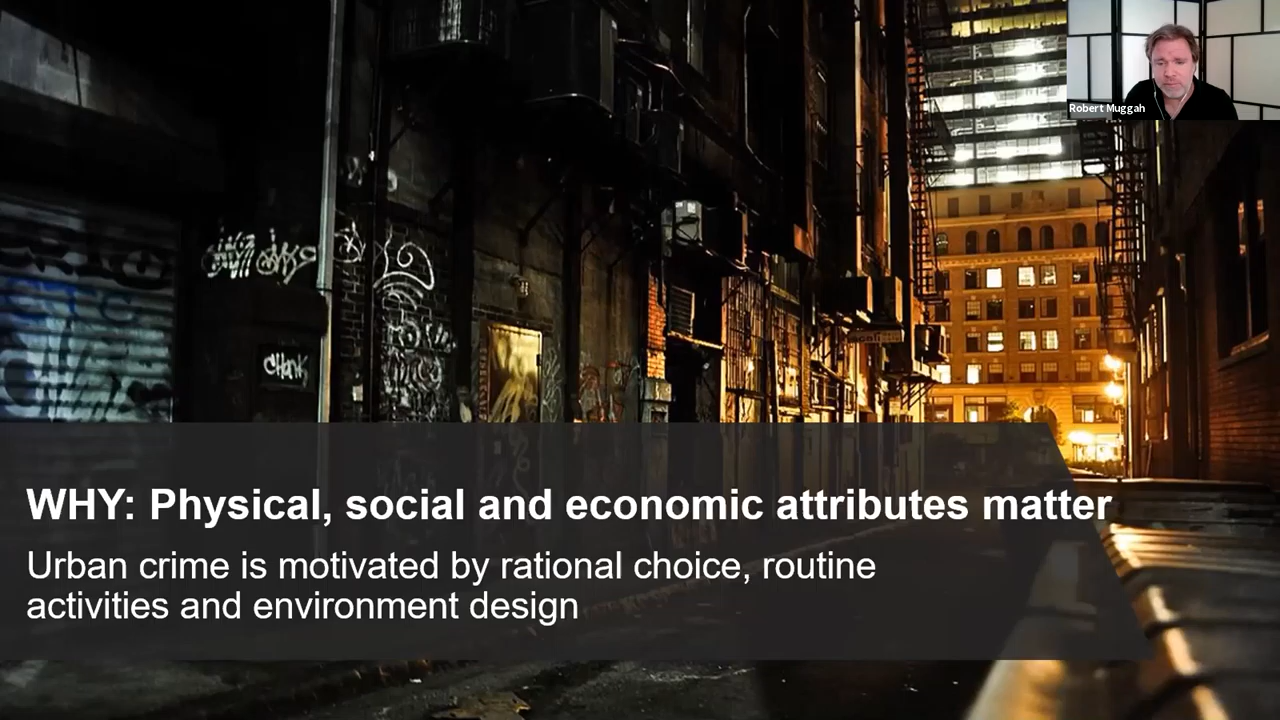 Robert Muggah
CHank
WHY: Physical, social and economic attributes matter
Urban crime is motivated by rational choice, routine
activities and environment design